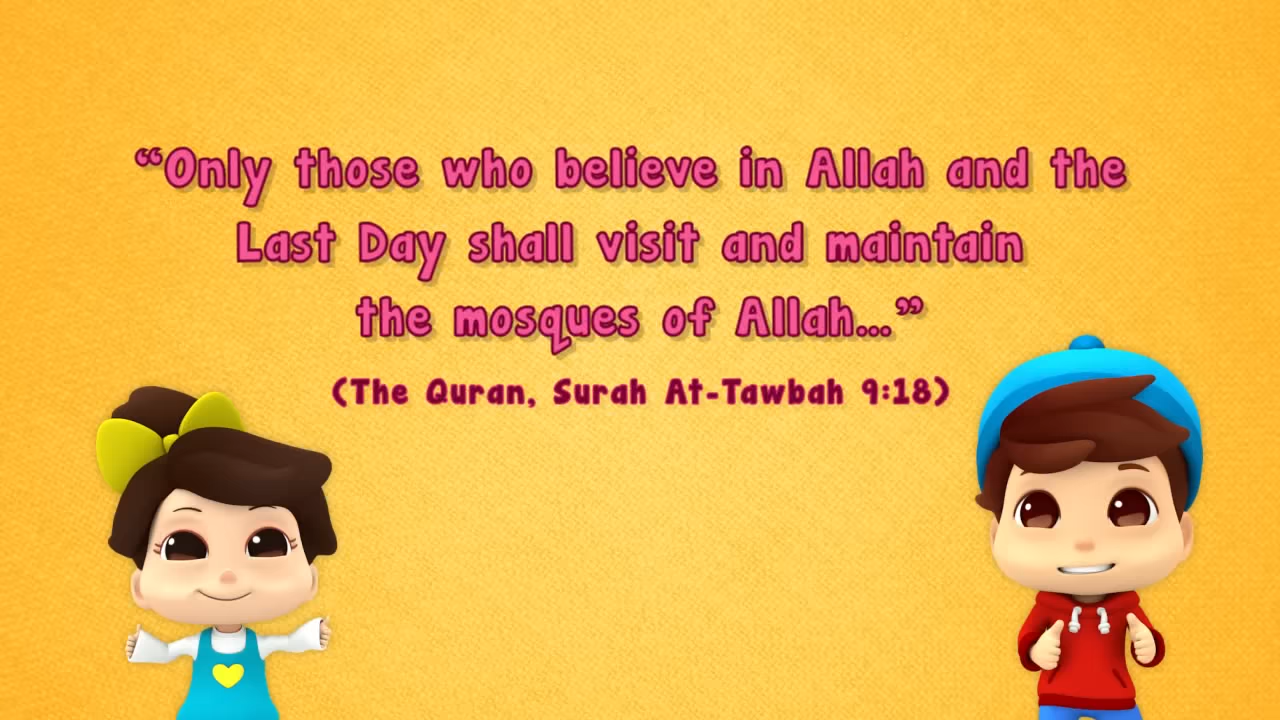 “Only those who believe in Allah and the
Last Day shall visit and maintain
the mosques of Allah...”
(The Quran, Surah At-Tawbah 9:18)